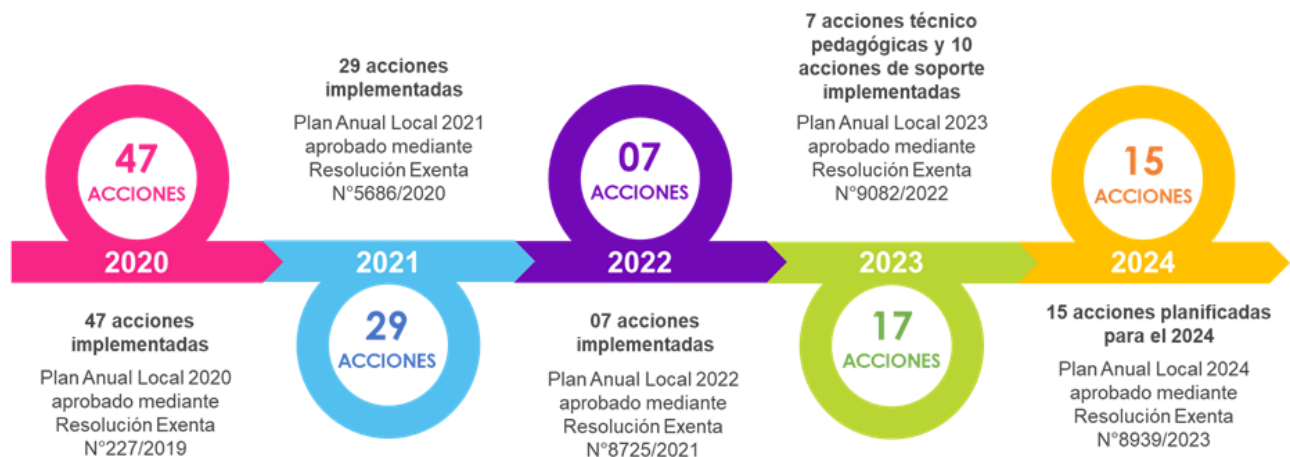 47
ACCIONES
2020
47 acciones
implementadas
Plan Anual Local 2020
aprobado mediante
Resolución Exenta
N°227/2019
29 acciones
implementadas
Plan Anual Local 2021
aprobado mediante
Resolución Exenta
N°5686/2020
2021
29
ACCIONES
07
ACCIONES
2022
07 acciones
implementadas
Plan Anual Local 2022
aprobado mediante
Resolución Exenta
N°8725/2021
7 acciones técnico
pedagógicas y 10
acciones de soporte
implementadas
Plan Anual Local 2023
aprobado mediante
Resolución Exenta
N°9082/2022
2023
17
ACCIONES
15
ACCIONES
2024
15 acciones planificadas
para el 2024
Plan Anual Local 2024
aprobado mediante
Resolución Exenta
N°8939/2023